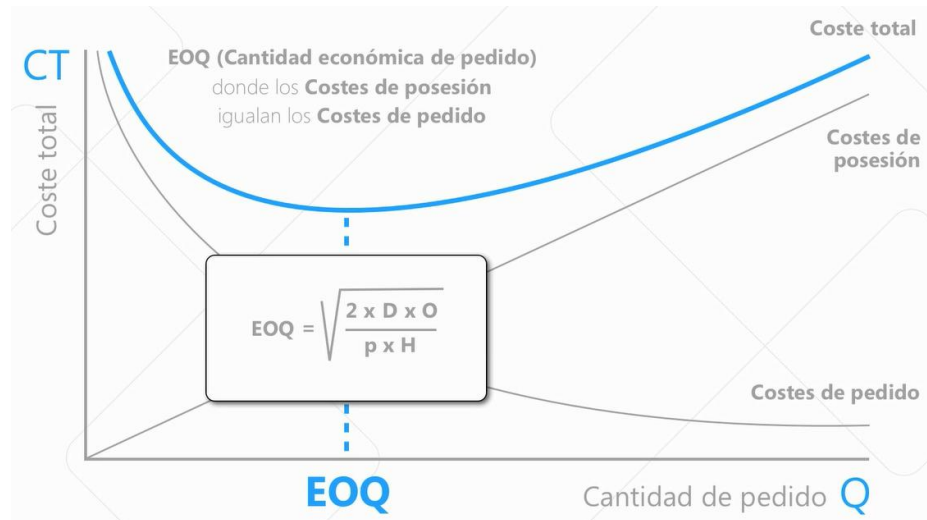 Coste total
CT
EOQ (Cantidad económica de pedido)
donde los Costes de posesión
igualan los Costes de pedido
Coste total
Costes de
posesión
EOQ = √
2 x D x O
p x H
Costes de pedido
EOQ
Cantidad de pedido Q